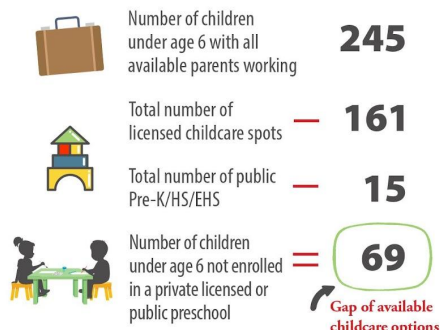 Number of children
under age 6 with all
available parents working
245
Total number of
licensed childcare spots
— 161
Total number of public
Pre-K/HS/EHS
— 15
Number of children
under age 6 not enrolled
in a private licensed or
public preschool
= 69
Gap of available
childcare options